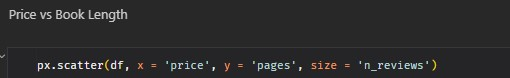 Price vs Book Length
px.scatter(df, x = 'price', y = 'pages', size = 'n_reviews')